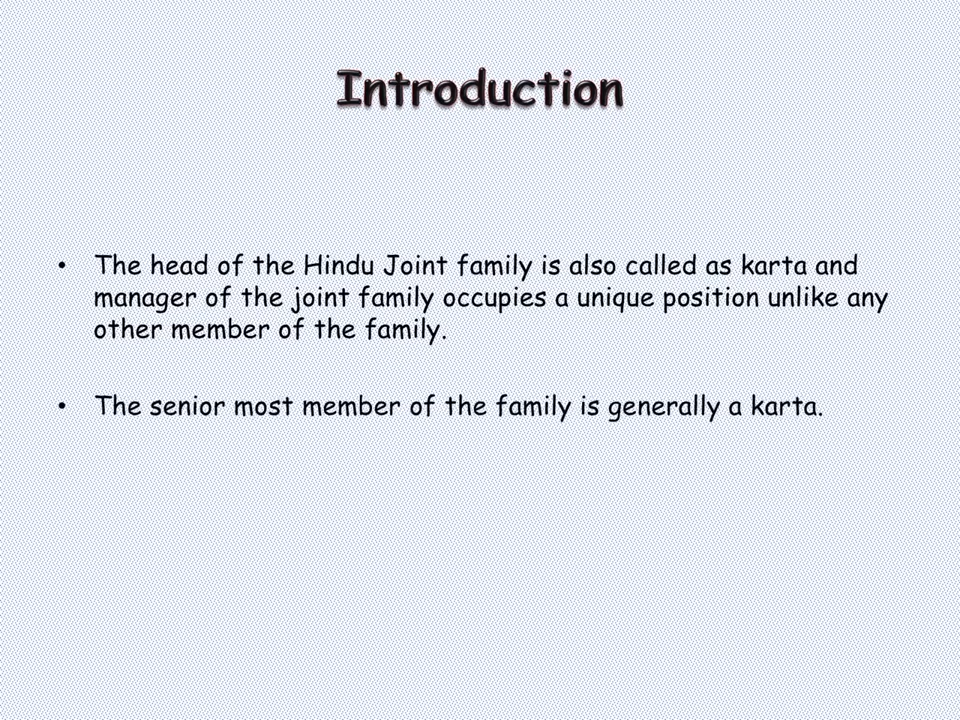 Introduction
• The head of the Hindu Joint family is also called as karta and
manager of the joint family occupies a unique position unlike any
other member of the family.
• The senior most member of the family is generally a karta.